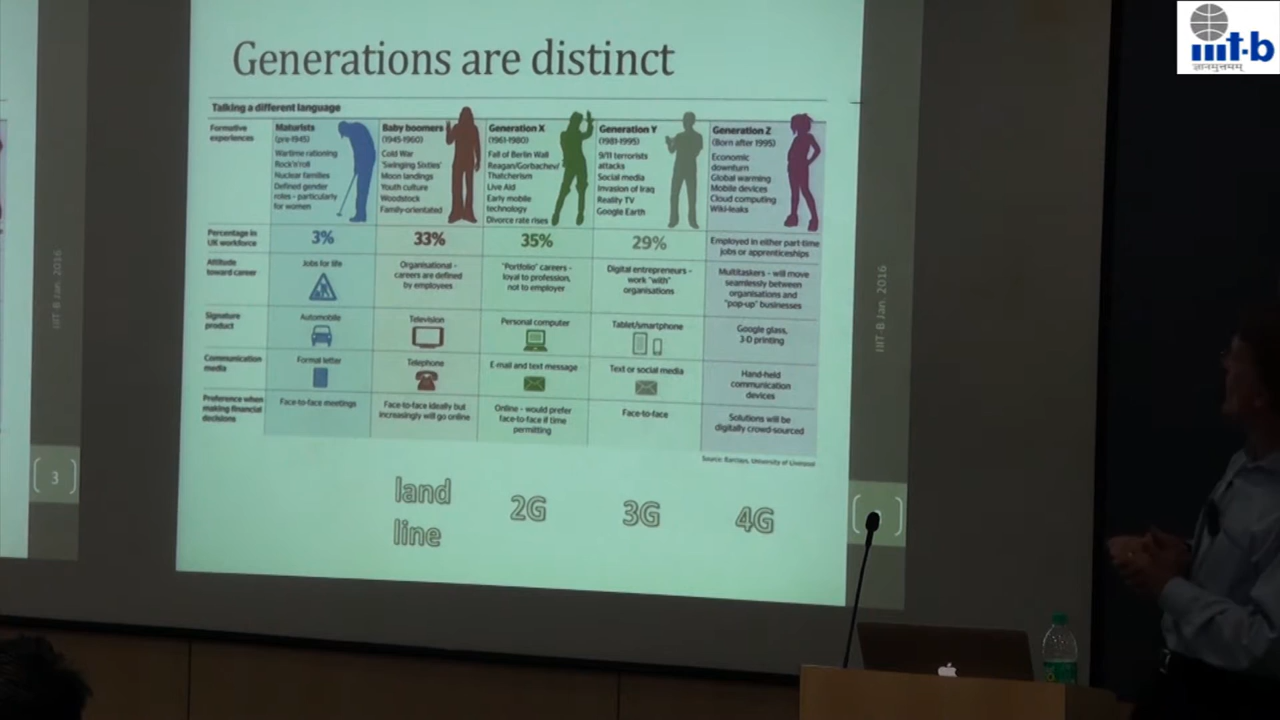 Generations are distinct
Talking a different language
Formative
experiences
Maturists
(pre-1945)
Wartime rationing
Rock'n'roll
Nuclear families
Defined gender
roles - particularly
for women
Baby boomers
(1945-1960)
Cold War
'Swinging Sixties'
Moon landings
Youth culture
Woodstock
Family-orientated
Generation X
(1961-1980)
Fall of Berlin Wall
Reagan/Gorbachev/
Thatcherism
Live Aid
Early mobile
technology
Divorce rate rises
Generation Y
(1981-1995)
9/11 terrorists
attacks
Social media
Invasion of Iraq
Reality TV
Google Earth
Generation Z
(Born after 1995)
Economic
downturn
Global warming
Mobile devices
Cloud computing
Wiki-leaks
Percentage in
UK workforce
3%
33%
35%
29%
Employed in either part-time
jobs or apprenticeships
Attitude
toward career
Jobs for life
Organisational -
careers are defined
by employees
"Portfolio" careers -
loyal to profession,
not to employer
Digital entrepreneurs -
work "with"
organisations
Multitaskers - will move
seamlessly between
organisations and
"pop-up" businesses
Signature
product
Automobile
Television
Personal computer
Tablet/smartphone
Google glass,
3-D printing
Communication
media
Formal letter
Telephone
E-mail and text message
Text or social media
Hand-held
communication
devices
Preference when
making financial
decisions
Face-to-face meetings
Face-to-face ideally but
increasingly will go online
Online - would prefer
face-to-face if time
permitting
Face-to-face
Solutions will be
digitally crowd-sourced
Source: Barclays, University of Liverpool
land
line
2G
3G
4G
IIIT-B Jan. 2016
3
IIIT-B Jan. 2016
iiit-b
ज्ञानमुत्तमम्